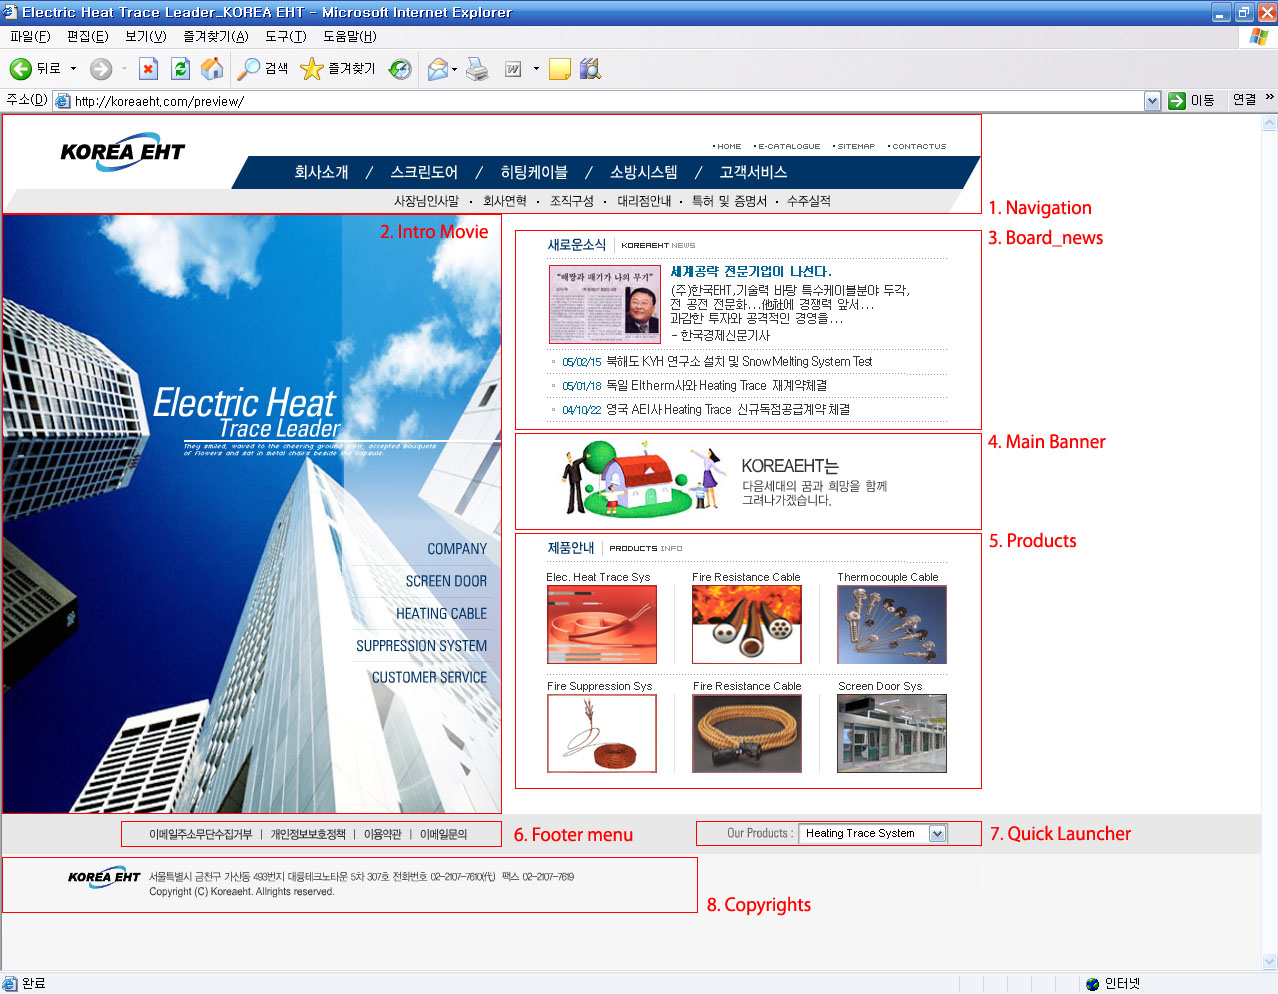 Electric Heat Trace Leader_KOREA EHT - Microsoft Internet Explorer
파일(F) 편집(E) 보기(V) 즐겨찾기(A) 도구(T) 도움말(H)
뒤로 검색 즐겨찾기
주소(D) http://koreaeht.com/preview/ 이동 연결 »
KOREA EHT
HOME E-CATALOGUE SITEMAP CONTACTUS
회사소개 / 스크린도어 / 히팅케이블 / 소방시스템 / 고객서비스
사장님인사말 · 회사연혁 · 조직구성 · 대리점안내 · 특허 및 증명서 · 수주실적
1. Navigation
2. Intro Movie
Electric Heat
Trace Leader
They smiled, waved to the cheering ground crew, accepted bouquets
of flowers and sat in metal chairs beside the capsule.
COMPANY
SCREEN DOOR
HEATING CABLE
SUPPRESSION SYSTEM
CUSTOMER SERVICE
3. Board_news
새로운소식 KOREAEHT NEWS
"배짱과 패기가 나의 무기"
세계공략 전문기업이 나선다.
(주)한국EHT,기술력 바탕 특수케이블분야 두각,
전 공전 전문화...他社에 경쟁력 앞서...
과감한 투자와 공격적인 경영을...
- 한국경제신문기사
05/02/15 북해도 KYH 연구소 설치 및 SnowMelting System Test
05/01/18 독일 Eltherm사와 Heating Trace 재계약체결
04/10/22 영국 AEI사 Heating Trace 신규독점공급계약 체결
4. Main Banner
KOREAEHT는
다음세대의 꿈과 희망을 함께
그려나가겠습니다.
5. Products
제품안내 PRODUCTS INFO
Elec. Heat Trace Sys Fire Resistance Cable Thermocouple Cable
Fire Suppression Sys Fire Resistance Cable Screen Door Sys
이메일주소무단수집거부 | 개인정보보호정책 | 이용약관 | 이메일문의
6. Footer menu
Our Products : Heating Trace System
7. Quick Launcher
KOREA EHT
서울특별시 금천구 가산동 493번지 대륭테크노타운 5차 307호 전화번호 02-2107-7610(代) 팩스 02-2107-7619
Copyright (C) Koreaeht. Allrights reserved.
8. Copyrights
완료 인터넷